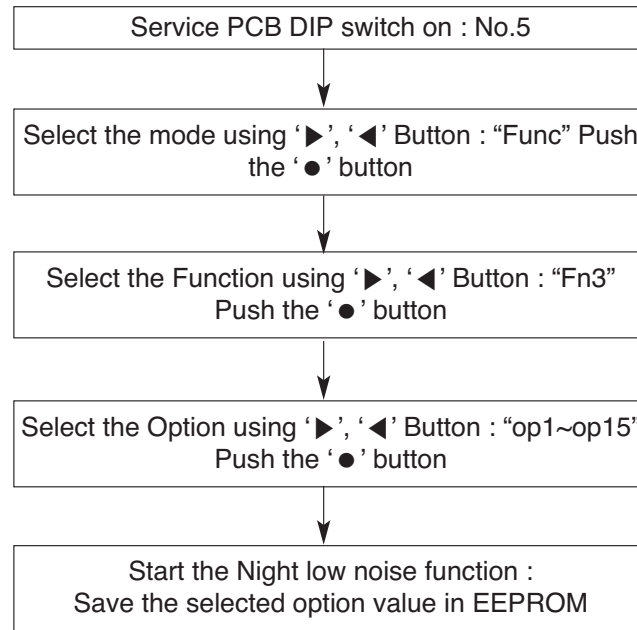 Service PCB DIP switch on : No.5
Select the mode using ‘▶’, ‘◀’ Button : “Func” Push
the ‘●’ button
Select the Function using ‘▶’, ‘◀’ Button : “Fn3”
Push the ‘●’ button
Select the Option using ‘▶’, ‘◀’ Button : “op1~op15”
Push the ‘●’ button
Start the Night low noise function :
Save the selected option value in EEPROM